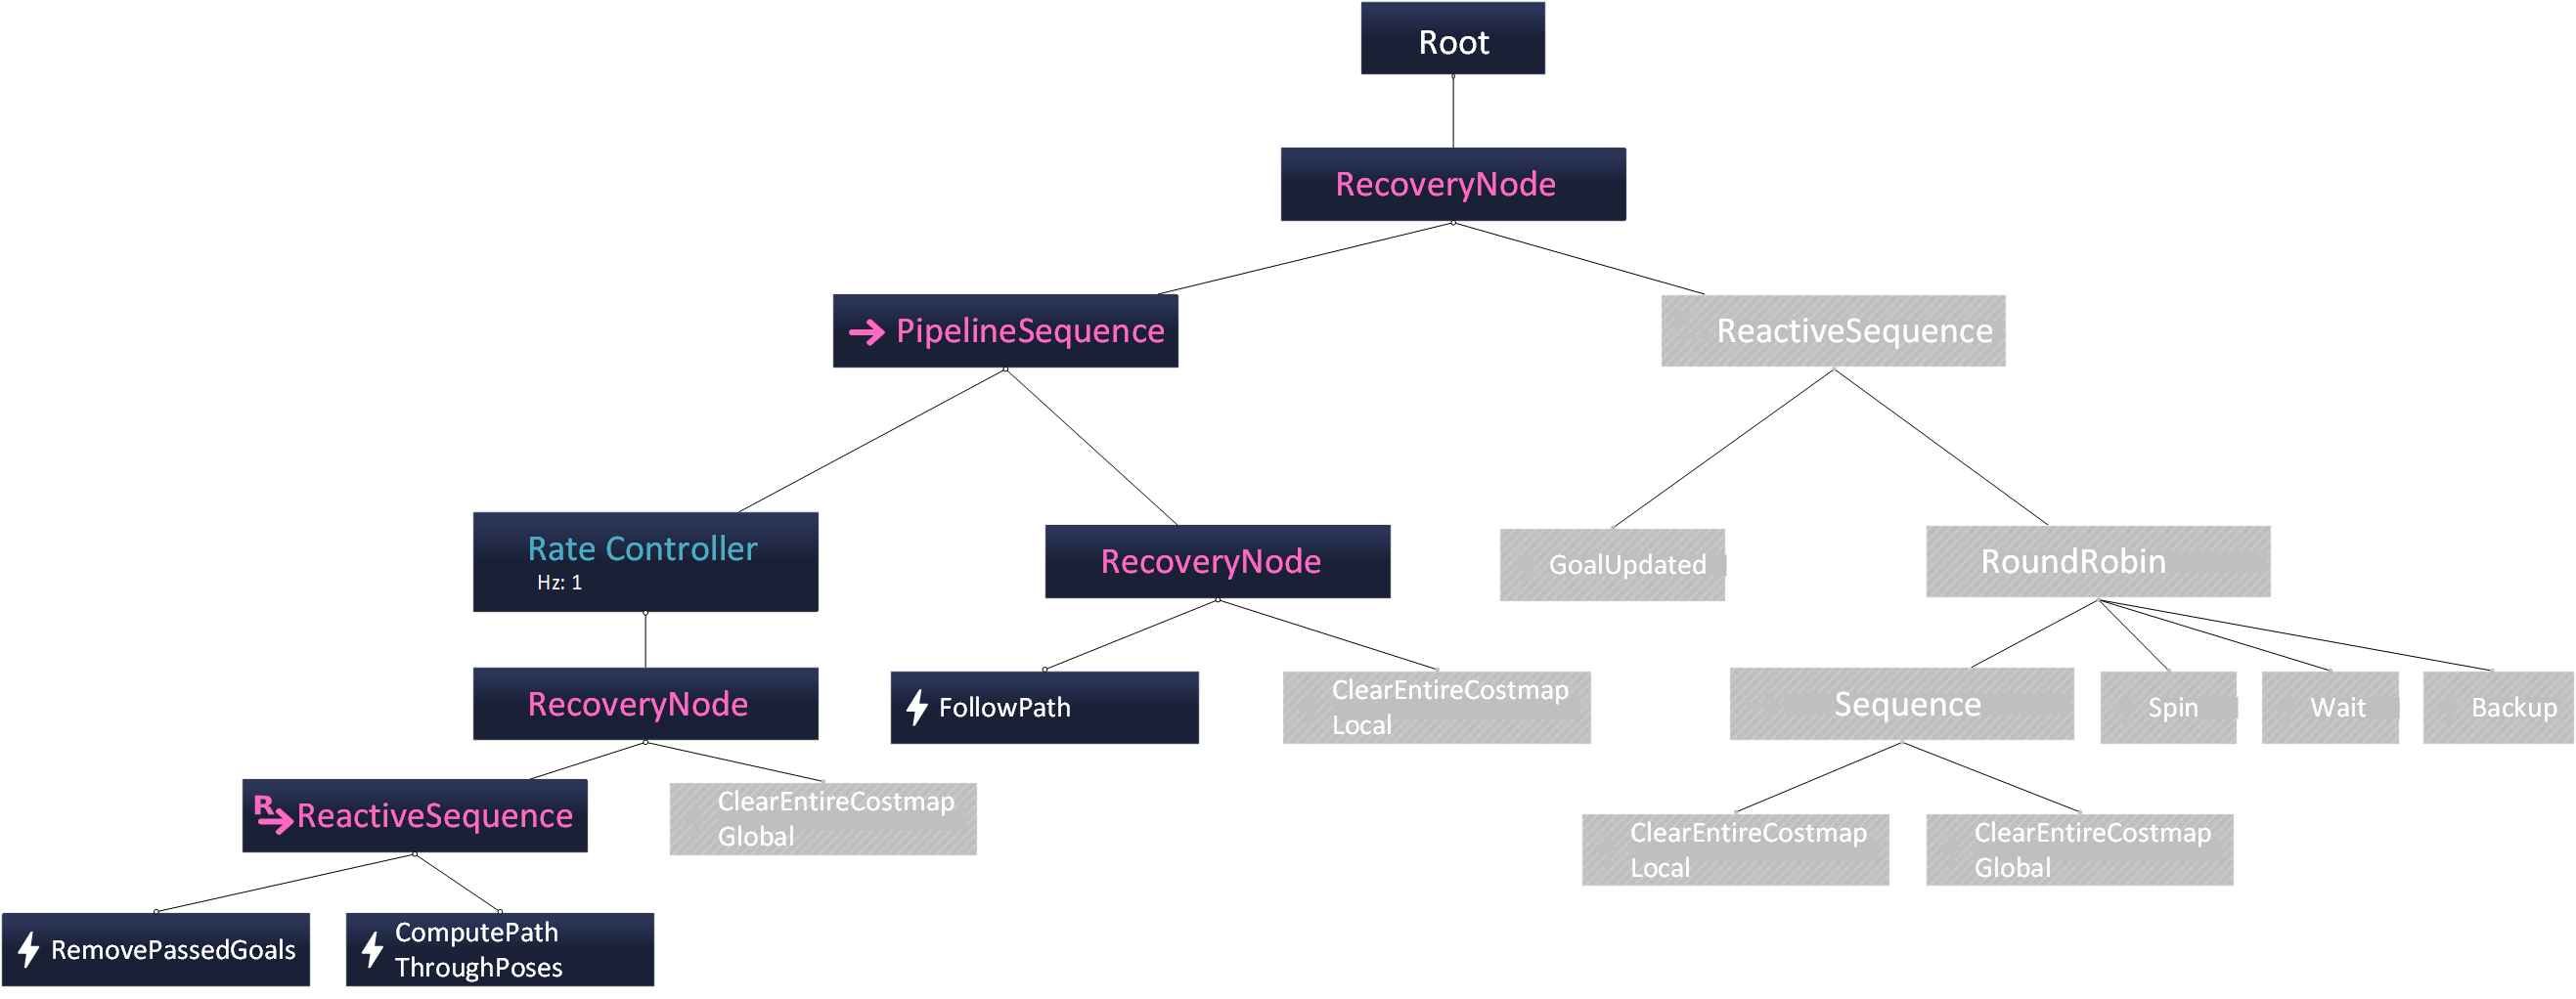 Root
RecoveryNode
PipelineSequence
ReactiveSequence
Rate Controller
Hz: 1
RecoveryNode
GoalUpdated
RoundRobin
RecoveryNode
FollowPath
ClearEntireCostmap
Local
Sequence
Spin
Wait
Backup
R
ReactiveSequence
ClearEntireCostmap
Global
ClearEntireCostmap
Local
ClearEntireCostmap
Global
RemovePassedGoals
ComputePath
ThroughPoses